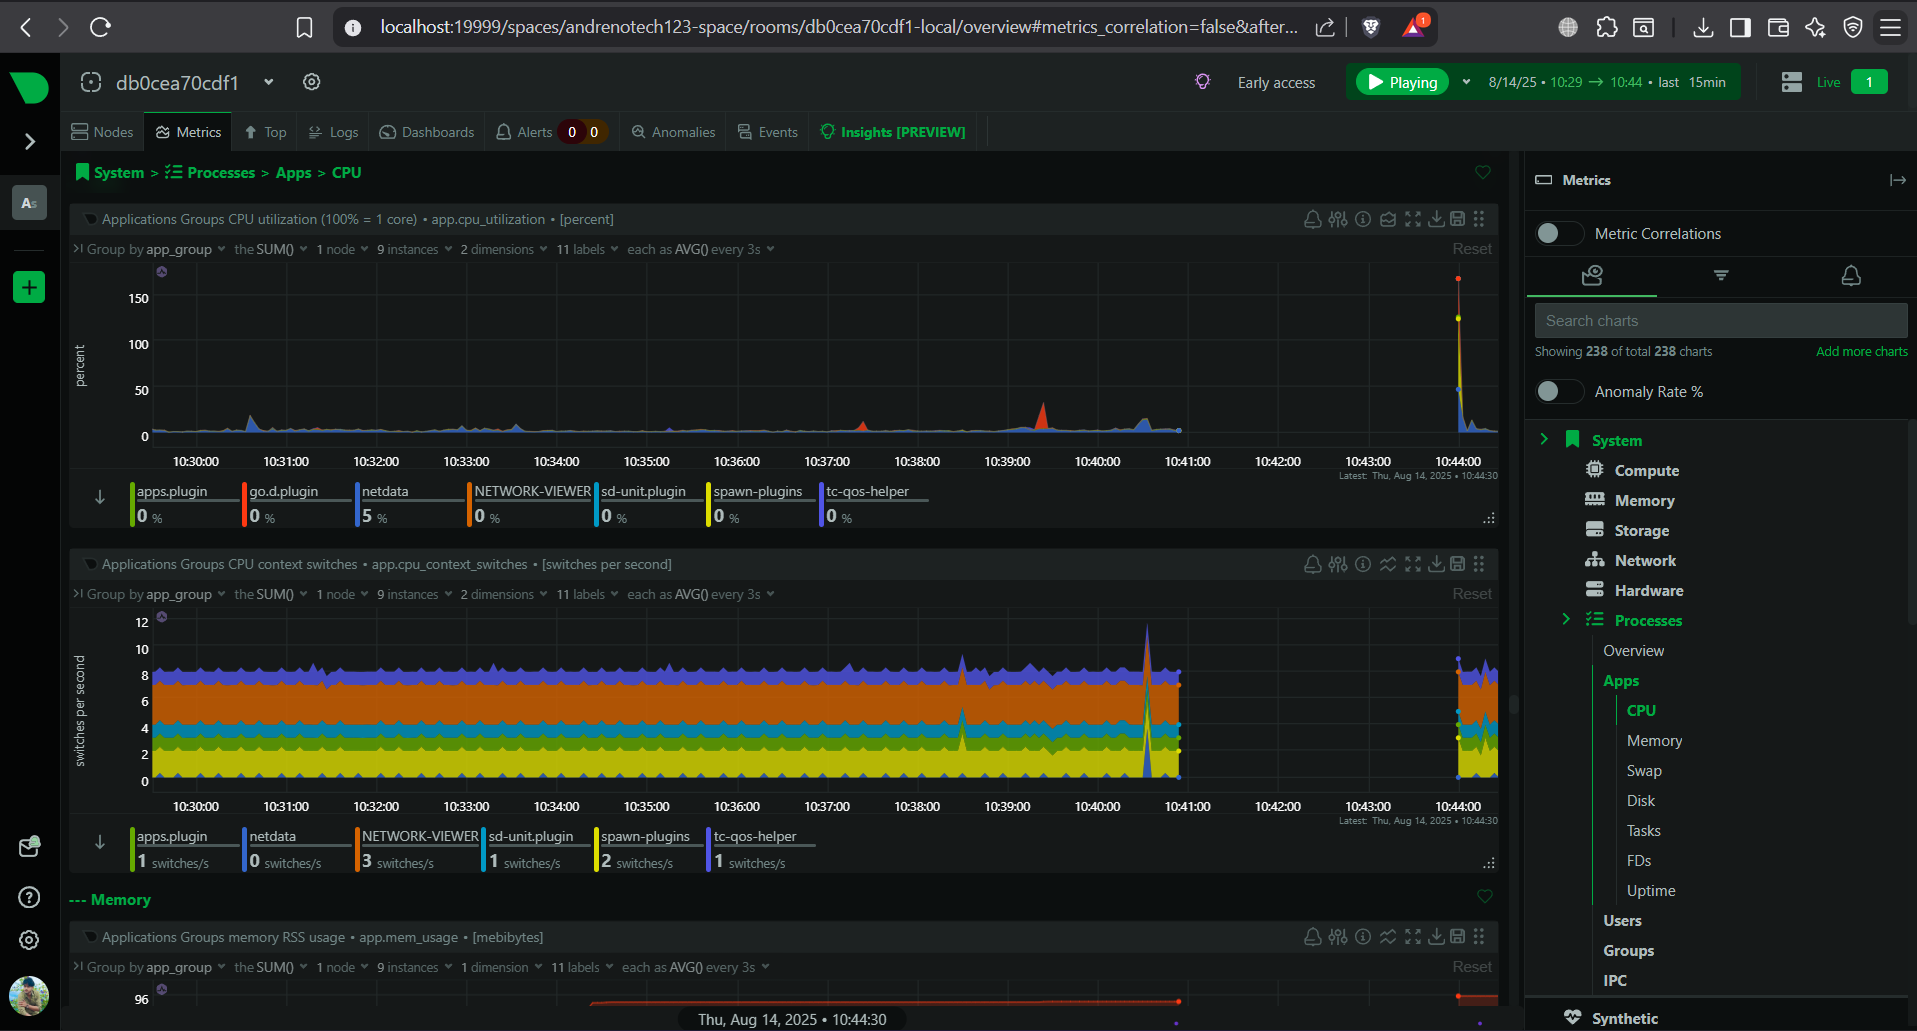 localhost:19999/spaces/andrenotech123-space/rooms/db0cea70cdf1-local/overview#metrics_correlation=false&after...
1
db0cea70cdf1
Early access
Playing
8/14/25 • 10:29 → 10:44 • last 15min
Live
1
Nodes
Metrics
Top
Logs
Dashboards
Alerts 0 0
Anomalies
Events
Insights [PREVIEW]
As
System > Processes > Apps > CPU
Applications Groups CPU utilization (100% = 1 core) • app.cpu_utilization • [percent]
Group by app_group the SUM() 1 node 9 instances 2 dimensions 11 labels each as AVG() every 3s
Reset
percent
150
100
50
0
10:30:00 10:31:00 10:32:00 10:33:00 10:34:00 10:35:00 10:36:00 10:37:00 10:38:00 10:39:00 10:40:00 10:41:00 10:42:00 10:43:00 10:44:00
Latest: Thu, Aug 14, 2025 • 10:44:30
apps.plugin go.d.plugin netdata NETWORK-VIEWER sd-unit.plugin spawn-plugins tc-qos-helper
0 % 0 % 5 % 0 % 0 % 0 % 0 %
Applications Groups CPU context switches • app.cpu_context_switches • [switches per second]
Group by app_group the SUM() 1 node 9 instances 2 dimensions 11 labels each as AVG() every 3s
Reset
switches per second
12
10
8
6
4
2
0
10:30:00 10:31:00 10:32:00 10:33:00 10:34:00 10:35:00 10:36:00 10:37:00 10:38:00 10:39:00 10:40:00 10:41:00 10:42:00 10:43:00 10:44:00
Latest: Thu, Aug 14, 2025 • 10:44:30
apps.plugin netdata NETWORK-VIEWER sd-unit.plugin spawn-plugins tc-qos-helper
1 switches/s 0 switches/s 3 switches/s 1 switches/s 2 switches/s 1 switches/s
--- Memory
Applications Groups memory RSS usage • app.mem_usage • [mebibytes]
Group by app_group the SUM() 1 node 9 instances 1 dimension 11 labels each as AVG() every 3s
Reset
96
Thu, Aug 14, 2025 • 10:44:30
Metrics
Metric Correlations
Search charts
Showing 238 of total 238 charts
Add more charts
Anomaly Rate %
System
Compute
Memory
Storage
Network
Hardware
Processes
Overview
Apps
CPU
Memory
Swap
Disk
Tasks
FDs
Uptime
Users
Groups
IPC
Synthetic